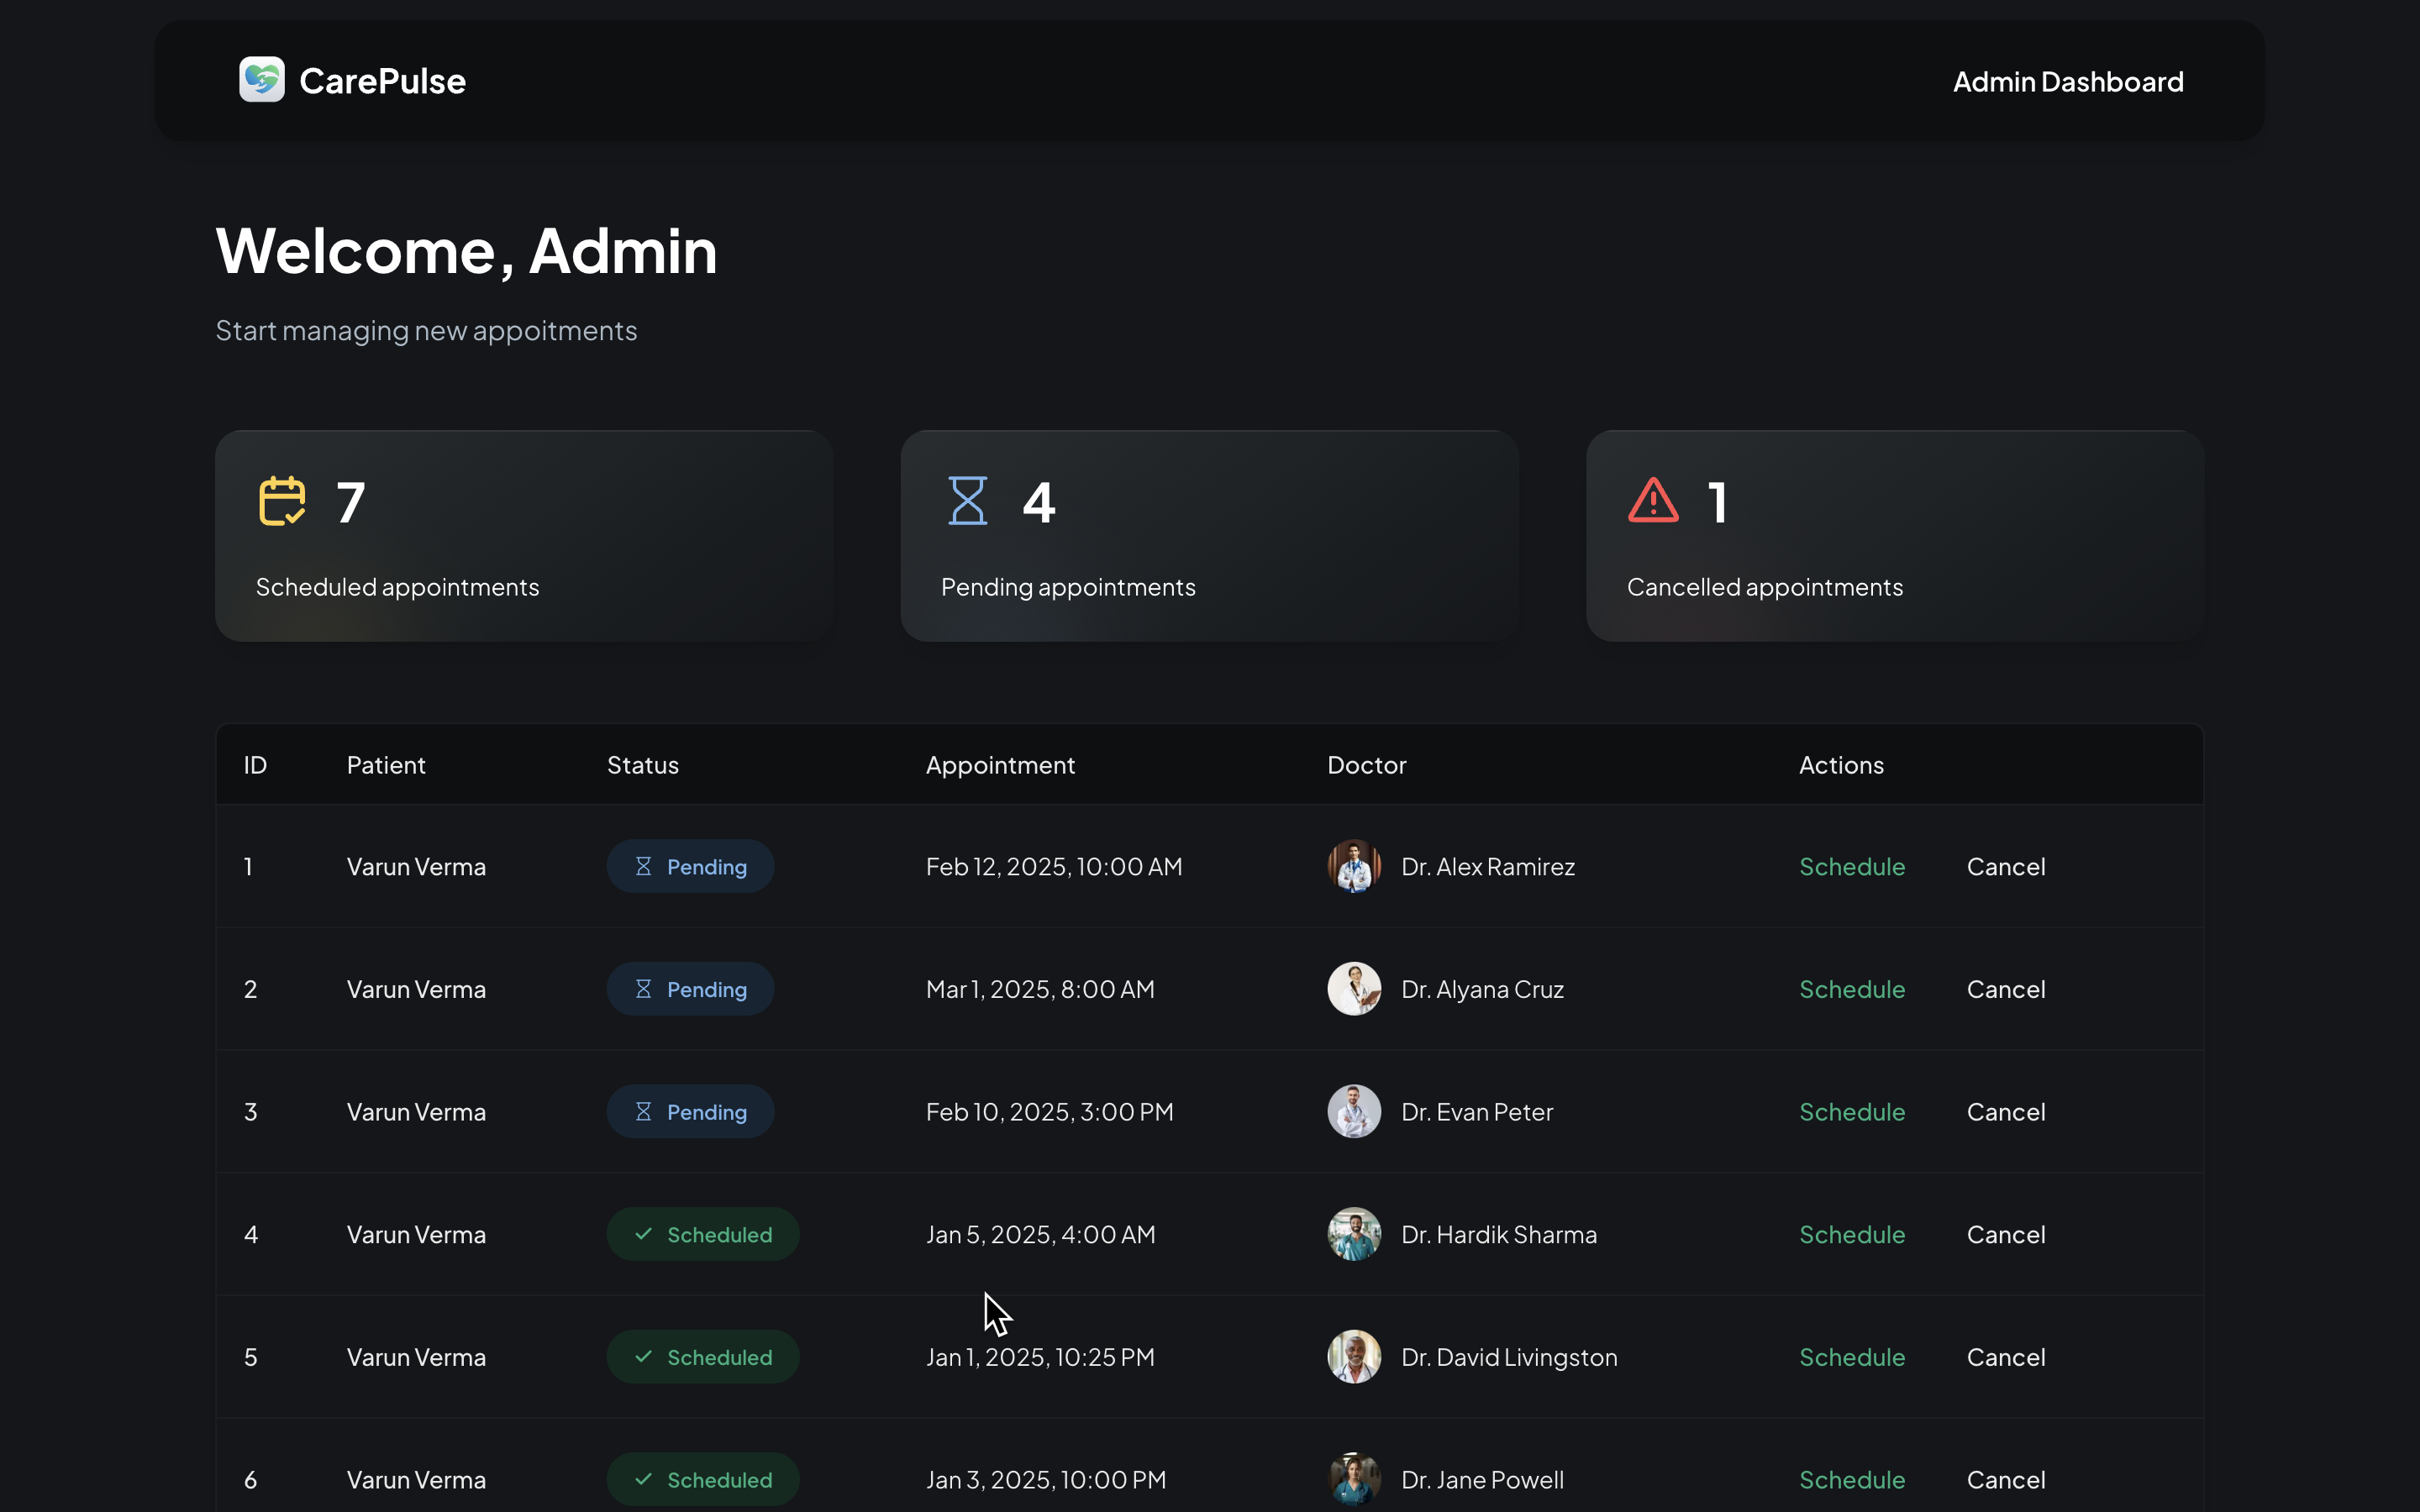 CarePulse
Admin Dashboard
Welcome, Admin
Start managing new appoitments
7
Scheduled appointments
4
Pending appointments
1
Cancelled appointments
ID Patient Status Appointment Doctor Actions
1 Varun Verma Pending Feb 12, 2025, 10:00 AM Dr. Alex Ramirez Schedule Cancel
2 Varun Verma Pending Mar 1, 2025, 8:00 AM Dr. Alyana Cruz Schedule Cancel
3 Varun Verma Pending Feb 10, 2025, 3:00 PM Dr. Evan Peter Schedule Cancel
4 Varun Verma Scheduled Jan 5, 2025, 4:00 AM Dr. Hardik Sharma Schedule Cancel
5 Varun Verma Scheduled Jan 1, 2025, 10:25 PM Dr. David Livingston Schedule Cancel
6 Varun Verma Scheduled Jan 3, 2025, 10:00 PM Dr. Jane Powell Schedule Cancel